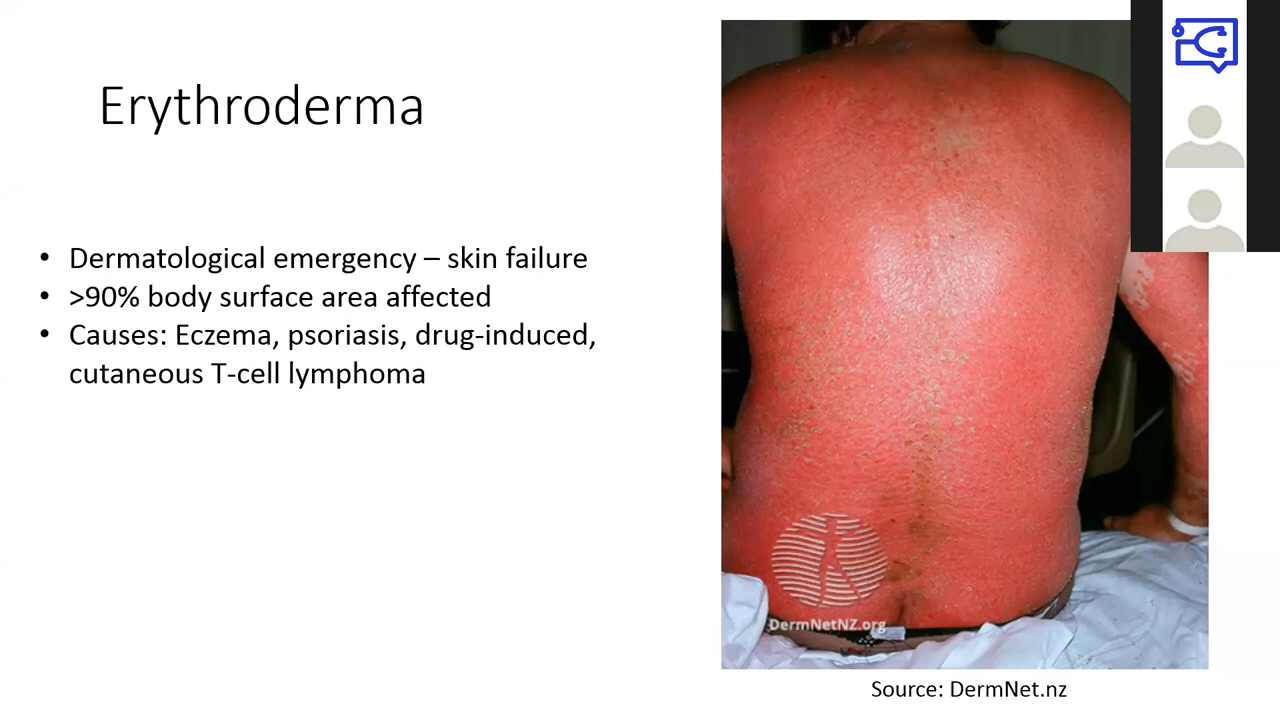 Erythroderma
• Dermatological emergency – skin failure
• >90% body surface area affected
• Causes: Eczema, psoriasis, drug-induced,
cutaneous T-cell lymphoma
DermNetNZ.org
Source: DermNet.nz